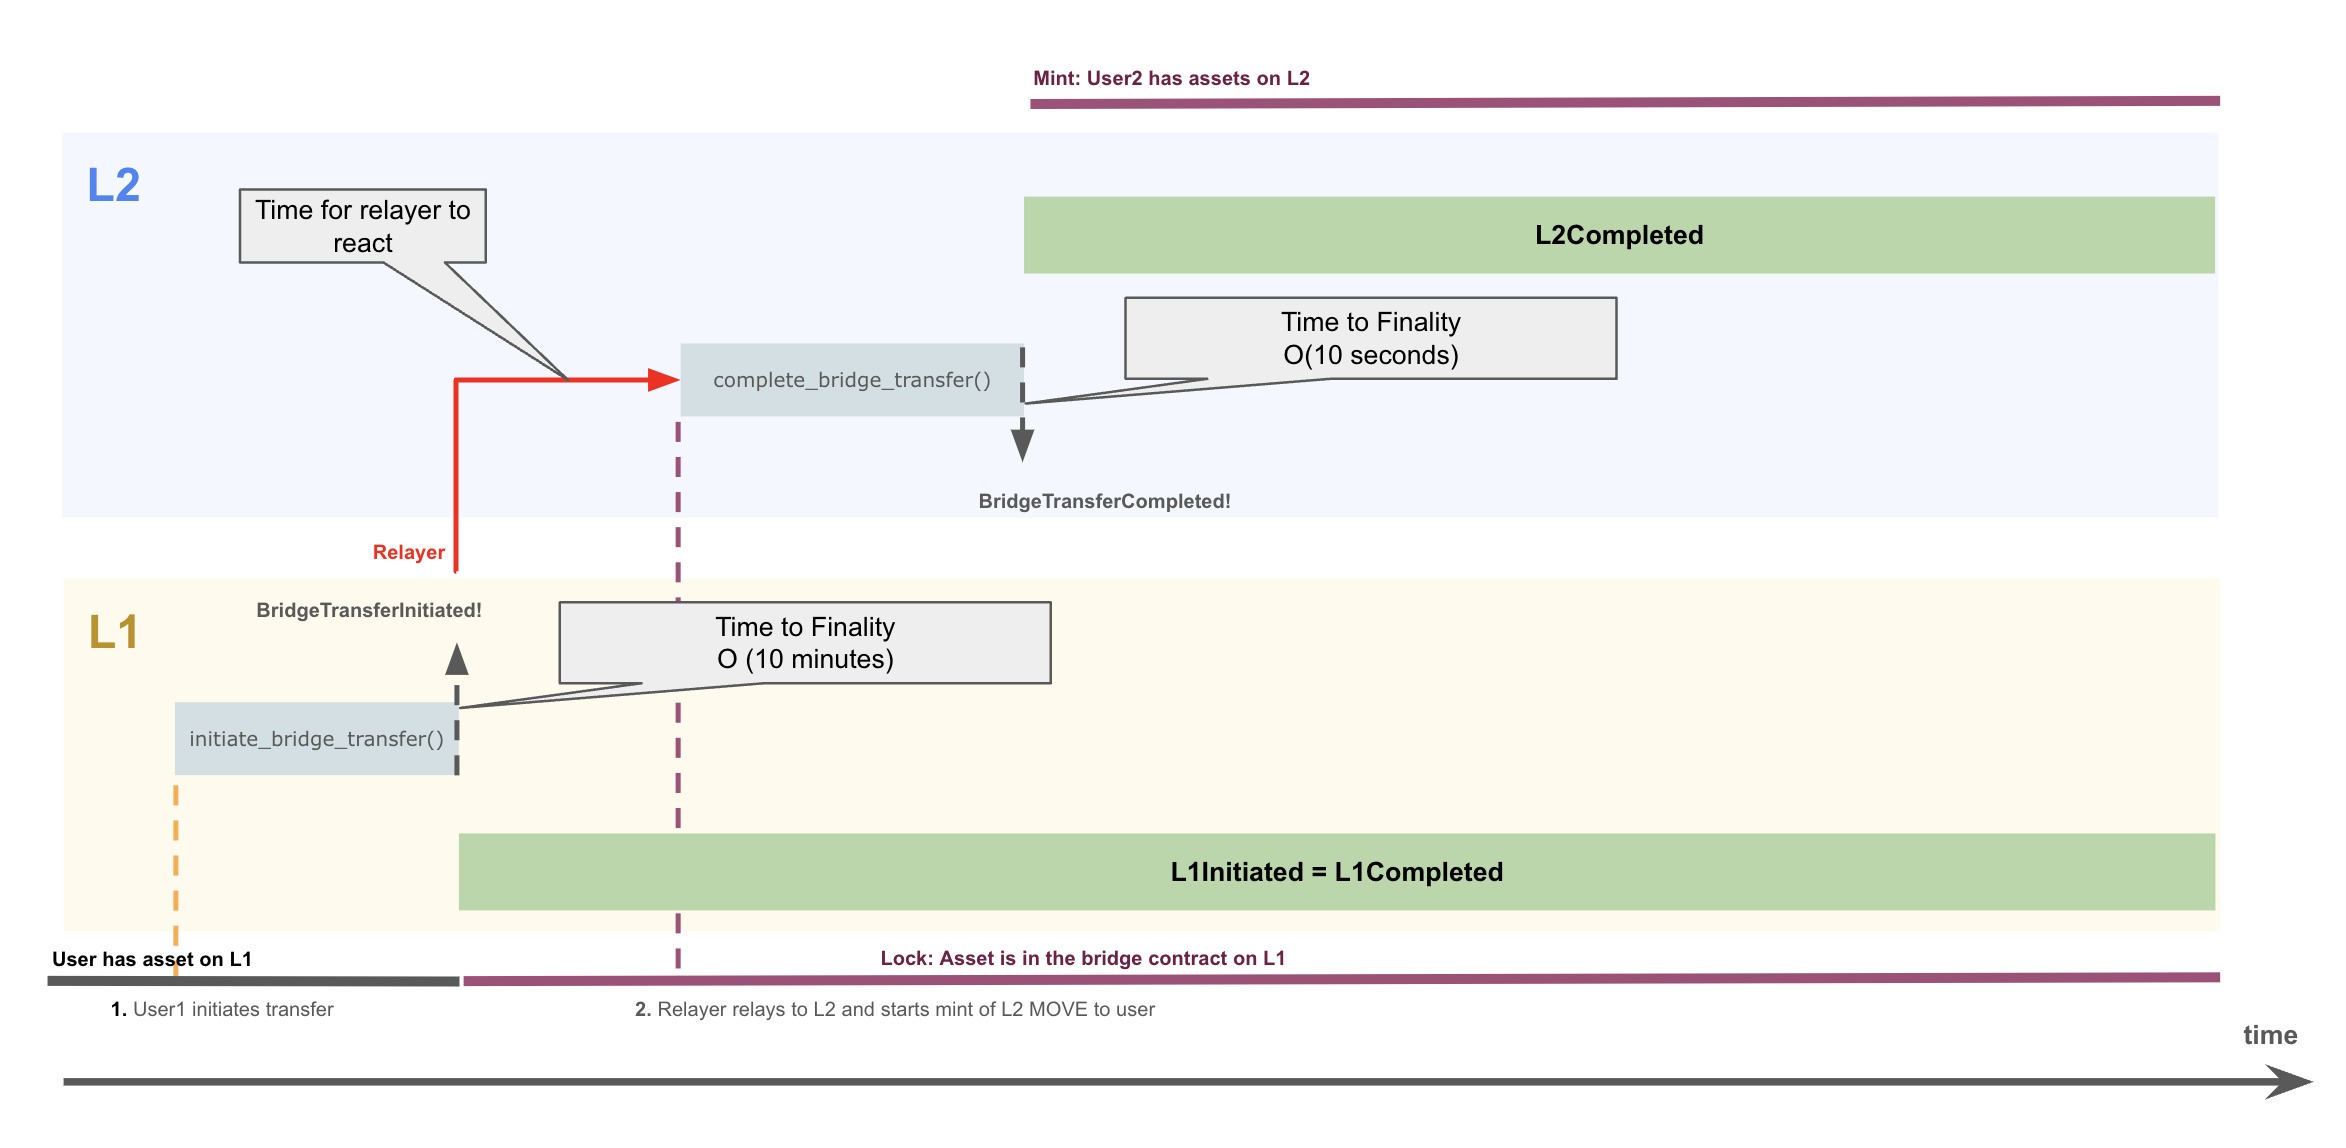 Mint: User2 has assets on L2
L2
Time for relayer to
react
L2Completed
Time to Finality
O(10 seconds)
complete_bridge_transfer()
BridgeTransferCompleted!
Relayer
L1
BridgeTransferInitiated!
Time to Finality
O (10 minutes)
initiate_bridge_transfer()
L1Initiated = L1Completed
User has asset on L1
Lock: Asset is in the bridge contract on L1
1. User1 initiates transfer
2. Relayer relays to L2 and starts mint of L2 MOVE to user
time